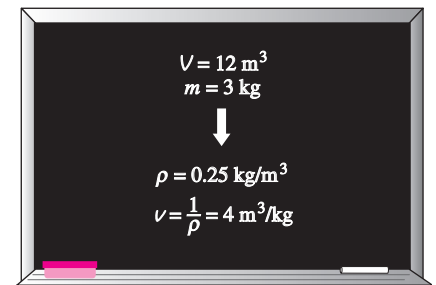 V = 12 m³
m = 3 kg
ρ = 0.25 kg/m³
v = 1/ρ = 4 m³/kg